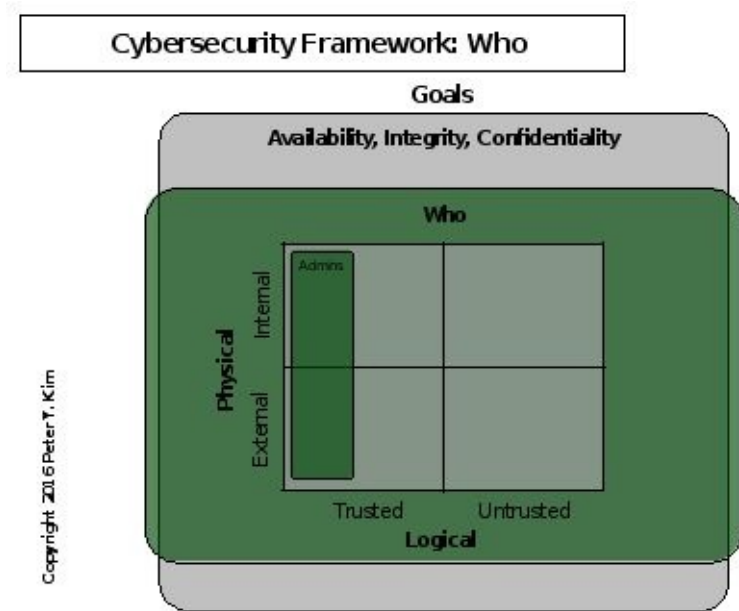 Cybersecurity Framework: Who
Goals
Availability, Integrity, Confidentiality
Who
Admins
Internal
External
Physical
Trusted
Untrusted
Logical
Copyright 2016 Peter T. Kim